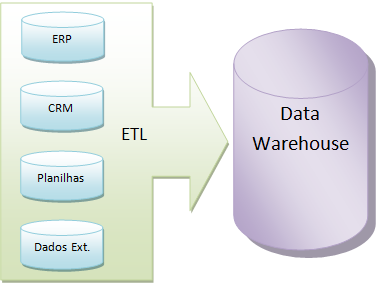 ERP
CRM
ETL
Planilhas
Dados Ext.
Data
Warehouse